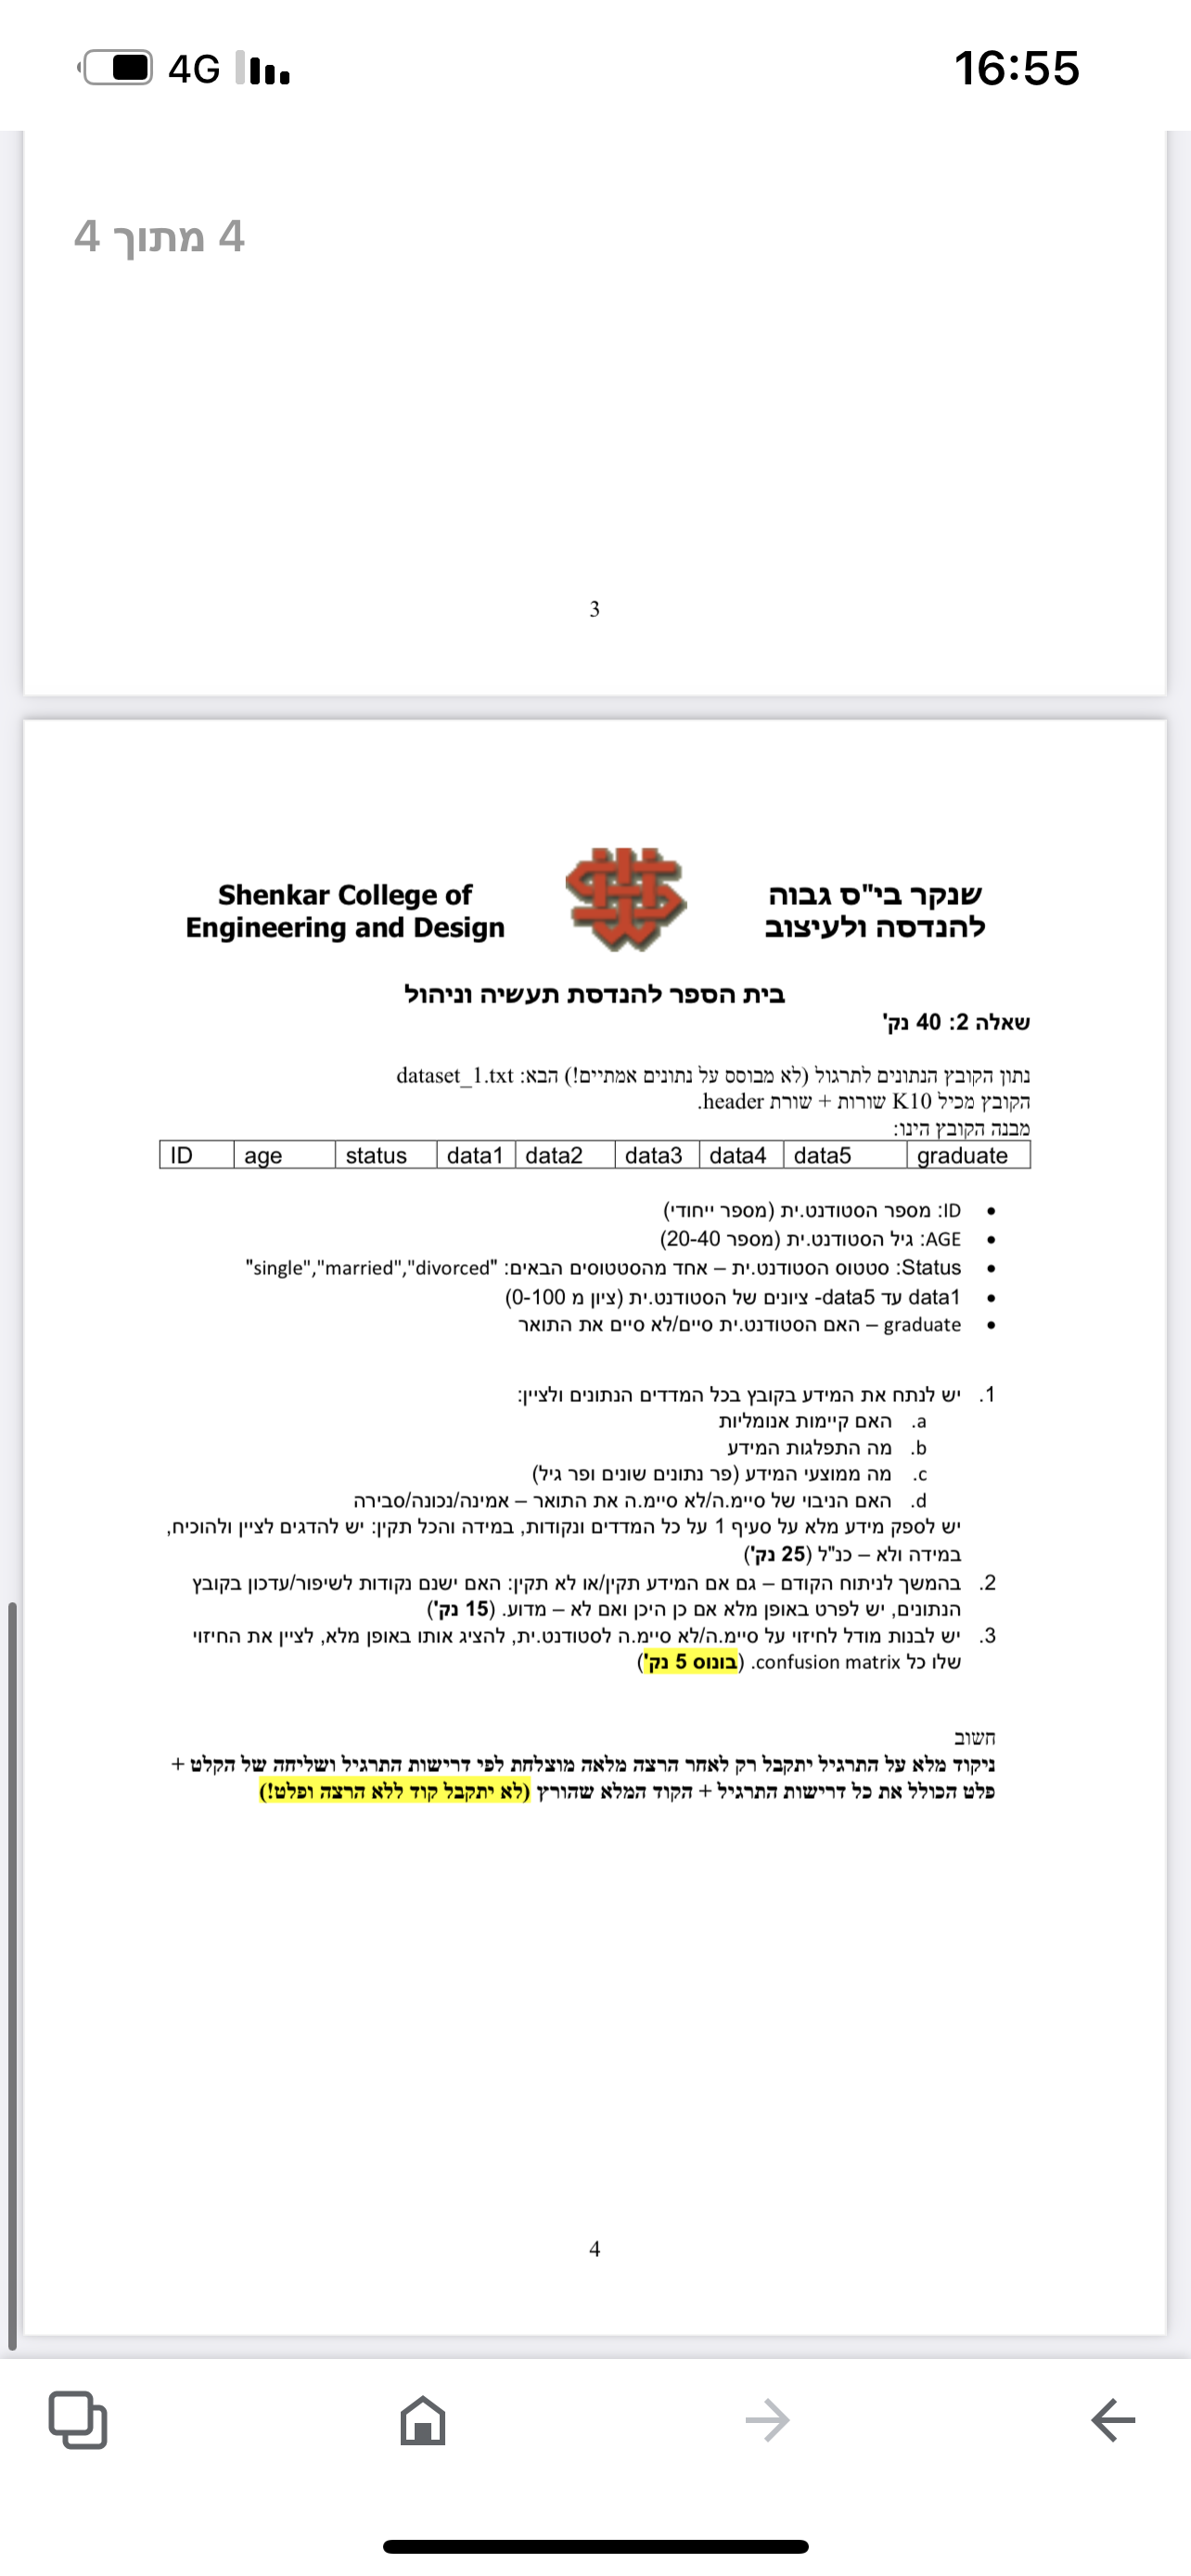 4G
16:55
4 מתוך 4
3
שנקר בי"ס גבוה
להנדסה ולעיצוב
Shenkar College of
Engineering and Design
בית הספר להנדסת תעשיה וניהול
שאלה 2: 40 נק'
נתון הקובץ הנתונים לתרגול (לא מבוסס על נתונים אמתיים!) הבא: dataset_1.txt
הקובץ מכיל K10 שורות + שורת header.
מבנה הקובץ הינו:
ID age status data1 data2 data3 data4 data5 graduate
• ID: מספר הסטודנט.ית (מספר ייחודי)
• AGE: גיל הסטודנט.ית (מספר 20-40)
• Status: סטטוס הסטודנט.ית – אחד מהסטטוסים הבאים: "single","married","divorced"
• data1 עד data5- ציונים של הסטודנט.ית (ציון מ 0-100)
• graduate – האם הסטודנט.ית סיים/לא סיים את התואר
1. יש לנתח את המידע בקובץ בכל המדדים הנתונים ולציין:
a. האם קיימות אנומליות
b. מה התפלגות המידע
c. מה ממוצעי המידע (פר נתונים שונים ופר גיל)
d. האם הניבוי של סיימ.ה/לא סיימ.ה את התואר – אמינה/נכונה/סבירה
יש לספק מידע מלא על סעיף 1 על כל המדדים ונקודות, במידה והכל תקין: יש להדגים לציין ולהוכיח,
במידה ולא – כנ"ל (25 נק')
2. בהמשך לניתוח הקודם – גם אם המידע תקין/או לא תקין: האם ישנם נקודות לשיפור/עדכון בקובץ
הנתונים, יש לפרט באופן מלא אם כן היכן ואם לא – מדוע. (15 נק')
3. יש לבנות מודל לחיזוי על סיימ.ה/לא סיימ.ה לסטודנט.ית, להציג אותו באופן מלא, לציין את החיזוי
שלו כל confusion matrix. (בונוס 5 נק')
חשוב
ניקוד מלא על התרגיל יתקבל רק לאחר הרצה מלאה מוצלחת לפי דרישות התרגיל ושליחה של הקלט +
פלט הכולל את כל דרישות התרגיל + הקוד המלא שהורץ (לא יתקבל קוד ללא הרצה ופלט!)
4